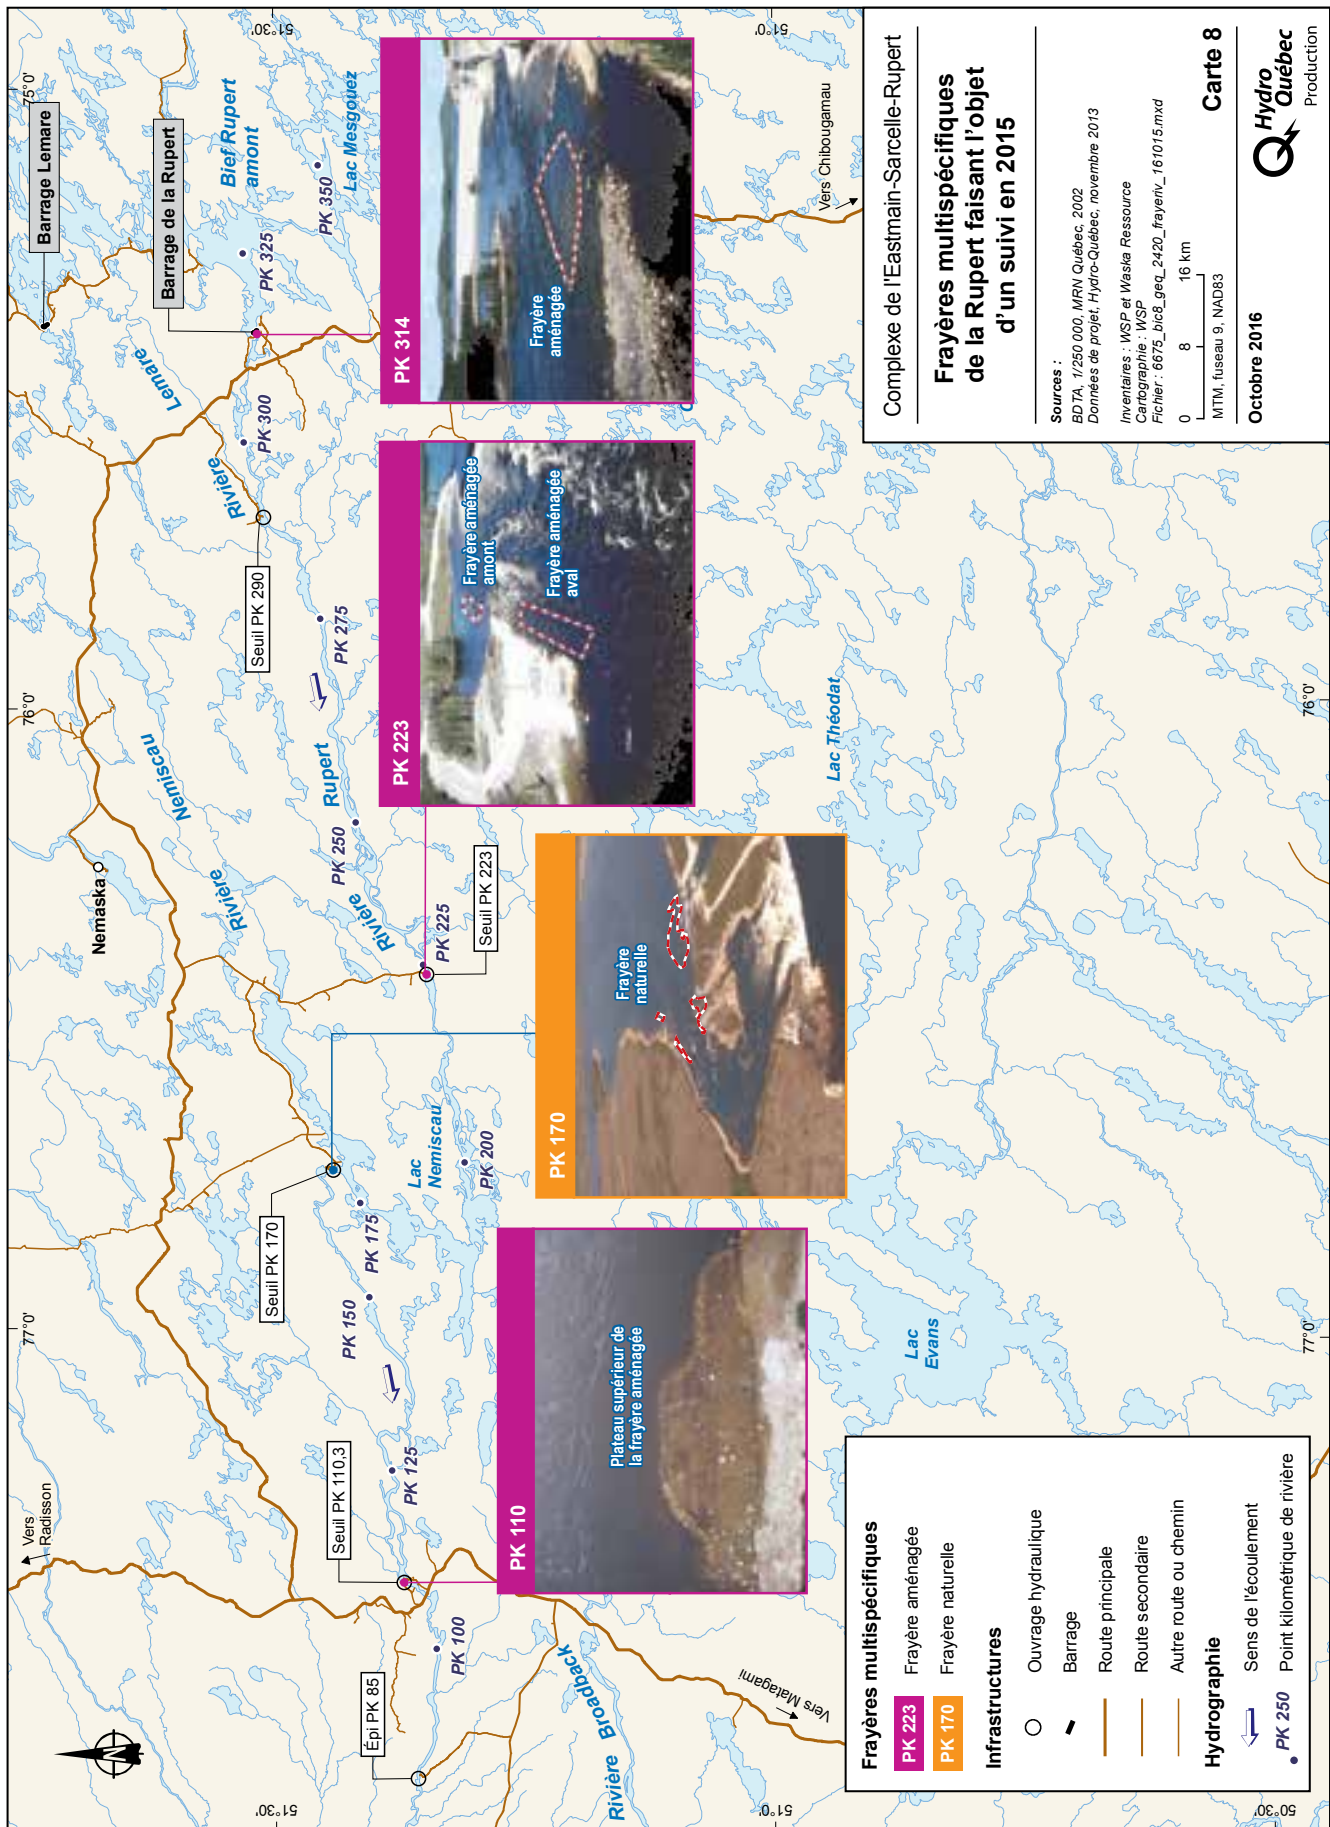 Vers
Radisson
Nemaska
Barrage Lemare
Barrage de la Rupert
Bief Rupert
amont
Lac Mesgouez
PK 350
PK 325
PK 300
Rivière
Lemare
Seuil PK 290
PK 275
Rivière
Nemiscau
Rivière
Rupert
PK 250
PK 225
Seuil PK 223
Lac
Nemiscau
PK 200
Seuil PK 170
PK 175
PK 150
PK 125
Seuil PK 110,3
PK 100
Épi PK 85
Rivière Broadback
Vers Matagami
Vers Chibougamau
Lac Théodat
Lac
Evans
77°0'
76°0'
75°0'
51°30'
51°0'
50°30'
51°30'
51°0'
77°0'
76°0'
PK 110
Plateau supérieur de
la frayère aménagée
PK 170
Frayère
naturelle
PK 223
Frayère aménagée
amont
Frayère aménagée
aval
PK 314
Frayère
aménagée
Frayères multispécifiques
PK 223 Frayère aménagée
PK 170 Frayère naturelle
Infrastructures
Ouvrage hydraulique
Barrage
Route principale
Route secondaire
Autre route ou chemin
Hydrographie
Sens de l'écoulement
PK 250 Point kilométrique de rivière
Complexe de l'Eastmain-Sarcelle-Rupert
Frayères multispécifiques
de la Rupert faisant l'objet
d'un suivi en 2015
Sources :
BDTA, 1/250 000, MRN Québec, 2002
Données de projet, Hydro-Québec, novembre 2013
Inventaires : WSP et Waska Ressource
Cartographie : WSP
Fichier : 6675_bic8_geq_2420_frayeriv_161015.mxd
0 8 16 km
MTM, fuseau 9, NAD83
Octobre 2016
Carte 8
Hydro
Québec
Production